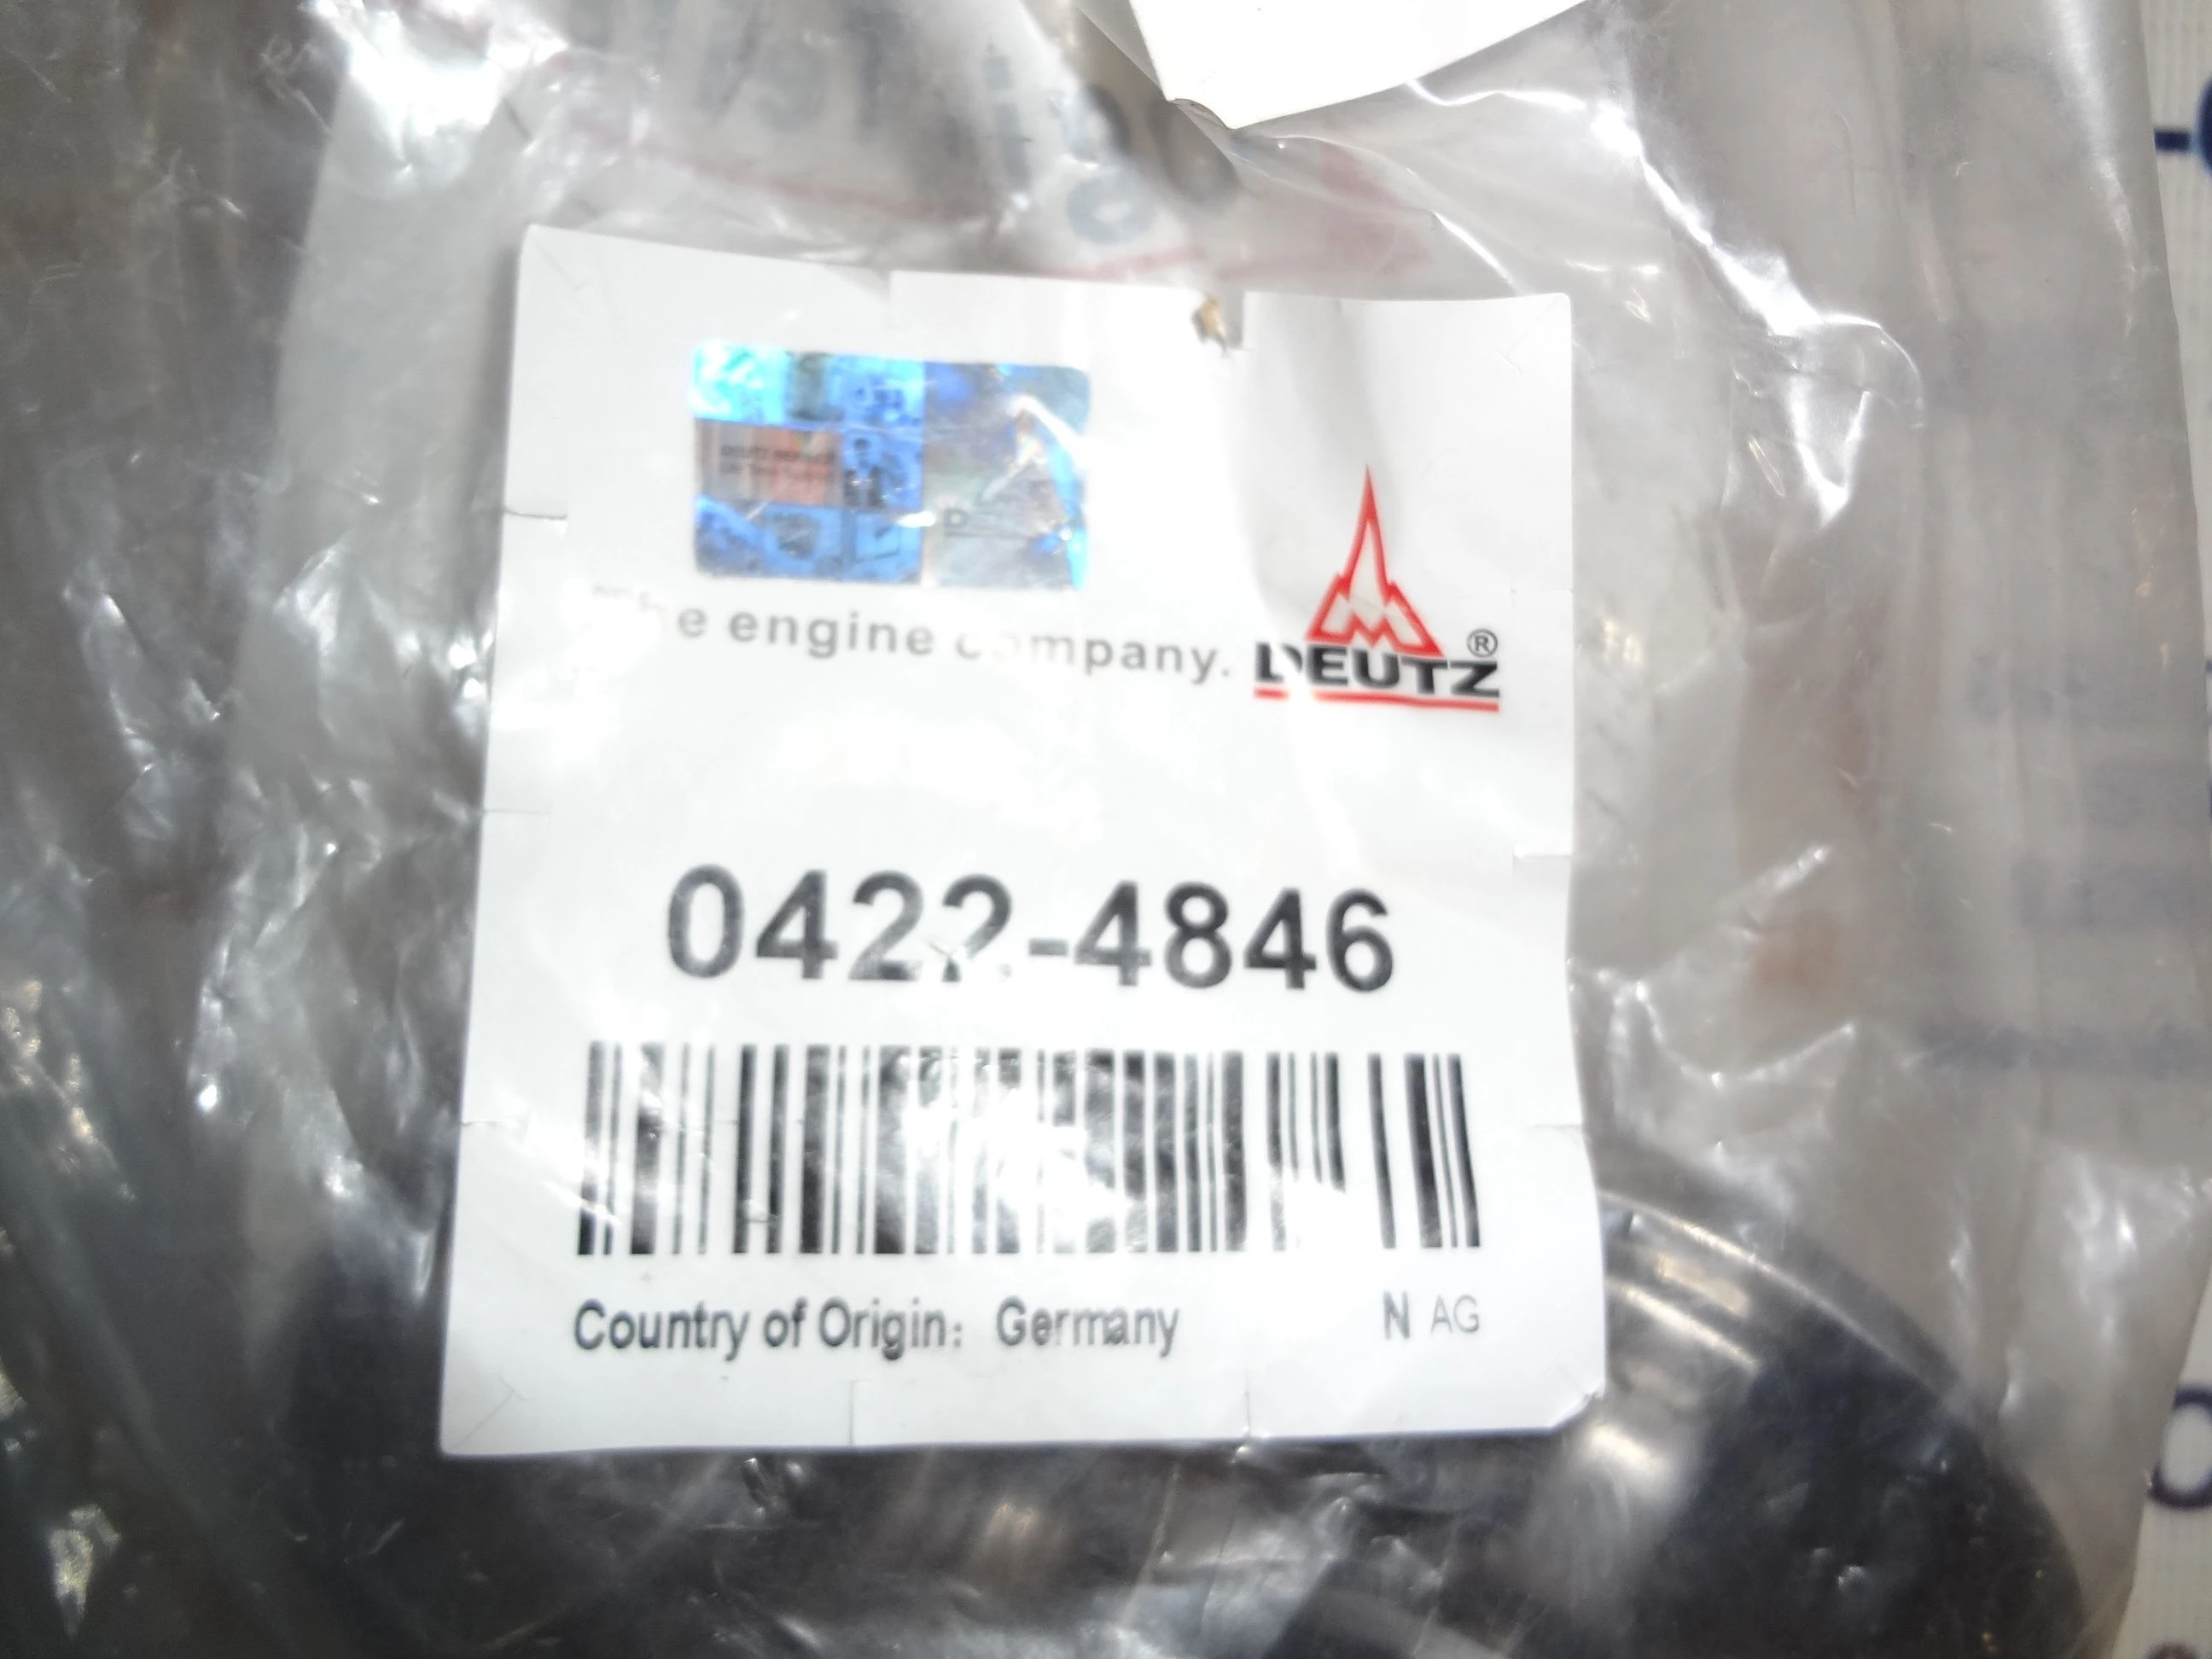 The engine company.
DEUTZ®
0422-4846
Country of Origin: Germany
N AG